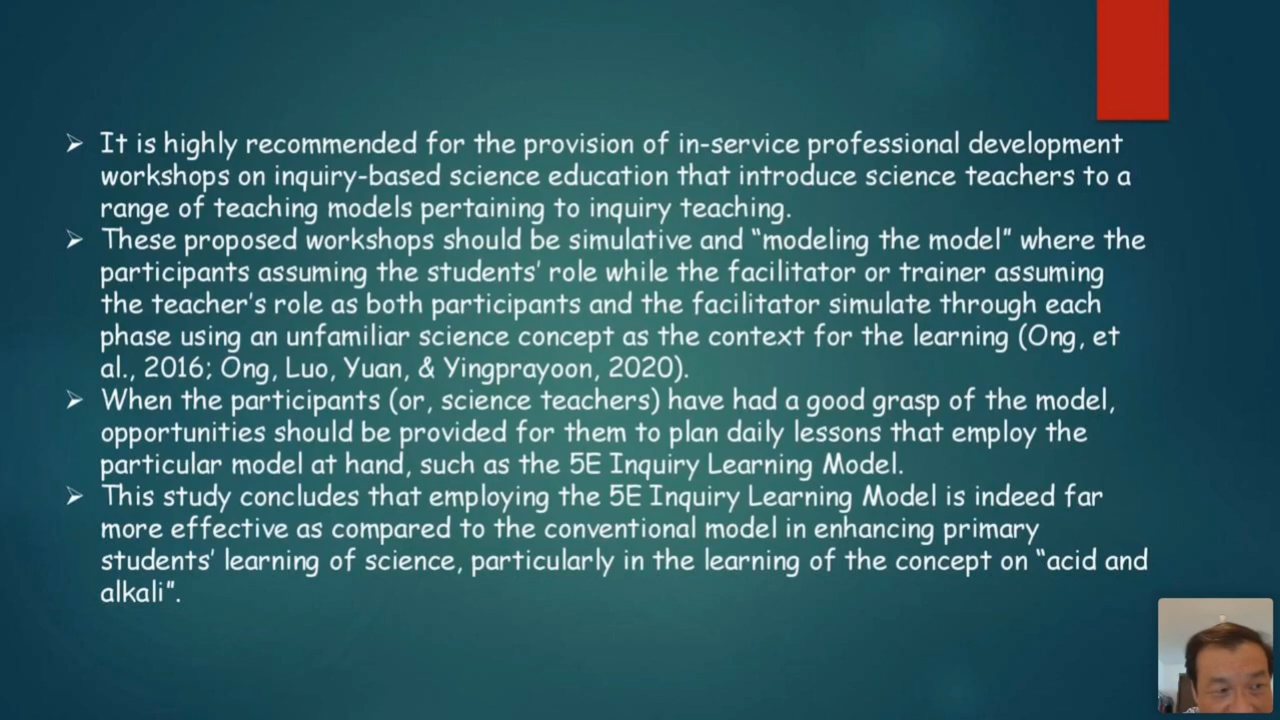 ➢ It is highly recommended for the provision of in-service professional development
workshops on inquiry-based science education that introduce science teachers to a
range of teaching models pertaining to inquiry teaching.
➢ These proposed workshops should be simulative and “modeling the model” where the
participants assuming the students’ role while the facilitator or trainer assuming
the teacher’s role as both participants and the facilitator simulate through each
phase using an unfamiliar science concept as the context for the learning (Ong, et
al., 2016; Ong, Luo, Yuan, & Yingprayoon, 2020).
➢ When the participants (or, science teachers) have had a good grasp of the model,
opportunities should be provided for them to plan daily lessons that employ the
particular model at hand, such as the 5E Inquiry Learning Model.
➢ This study concludes that employing the 5E Inquiry Learning Model is indeed far
more effective as compared to the conventional model in enhancing primary
students’ learning of science, particularly in the learning of the concept on “acid and
alkali”.